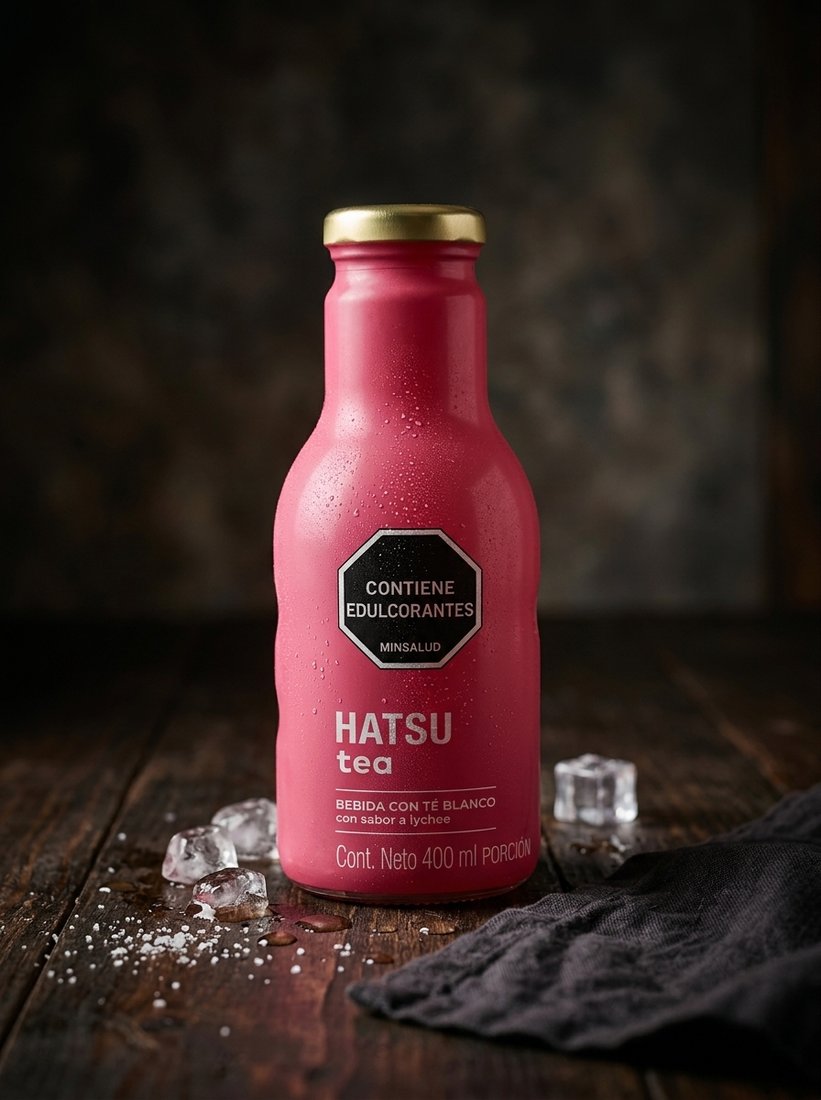 CONTIENE
EDULCORANTES
MINSALUD
HATSU
tea
BEBIDA CON TÉ BLANCO
con sabor a lychee
Cont. Neto 400 ml PORCIÓN